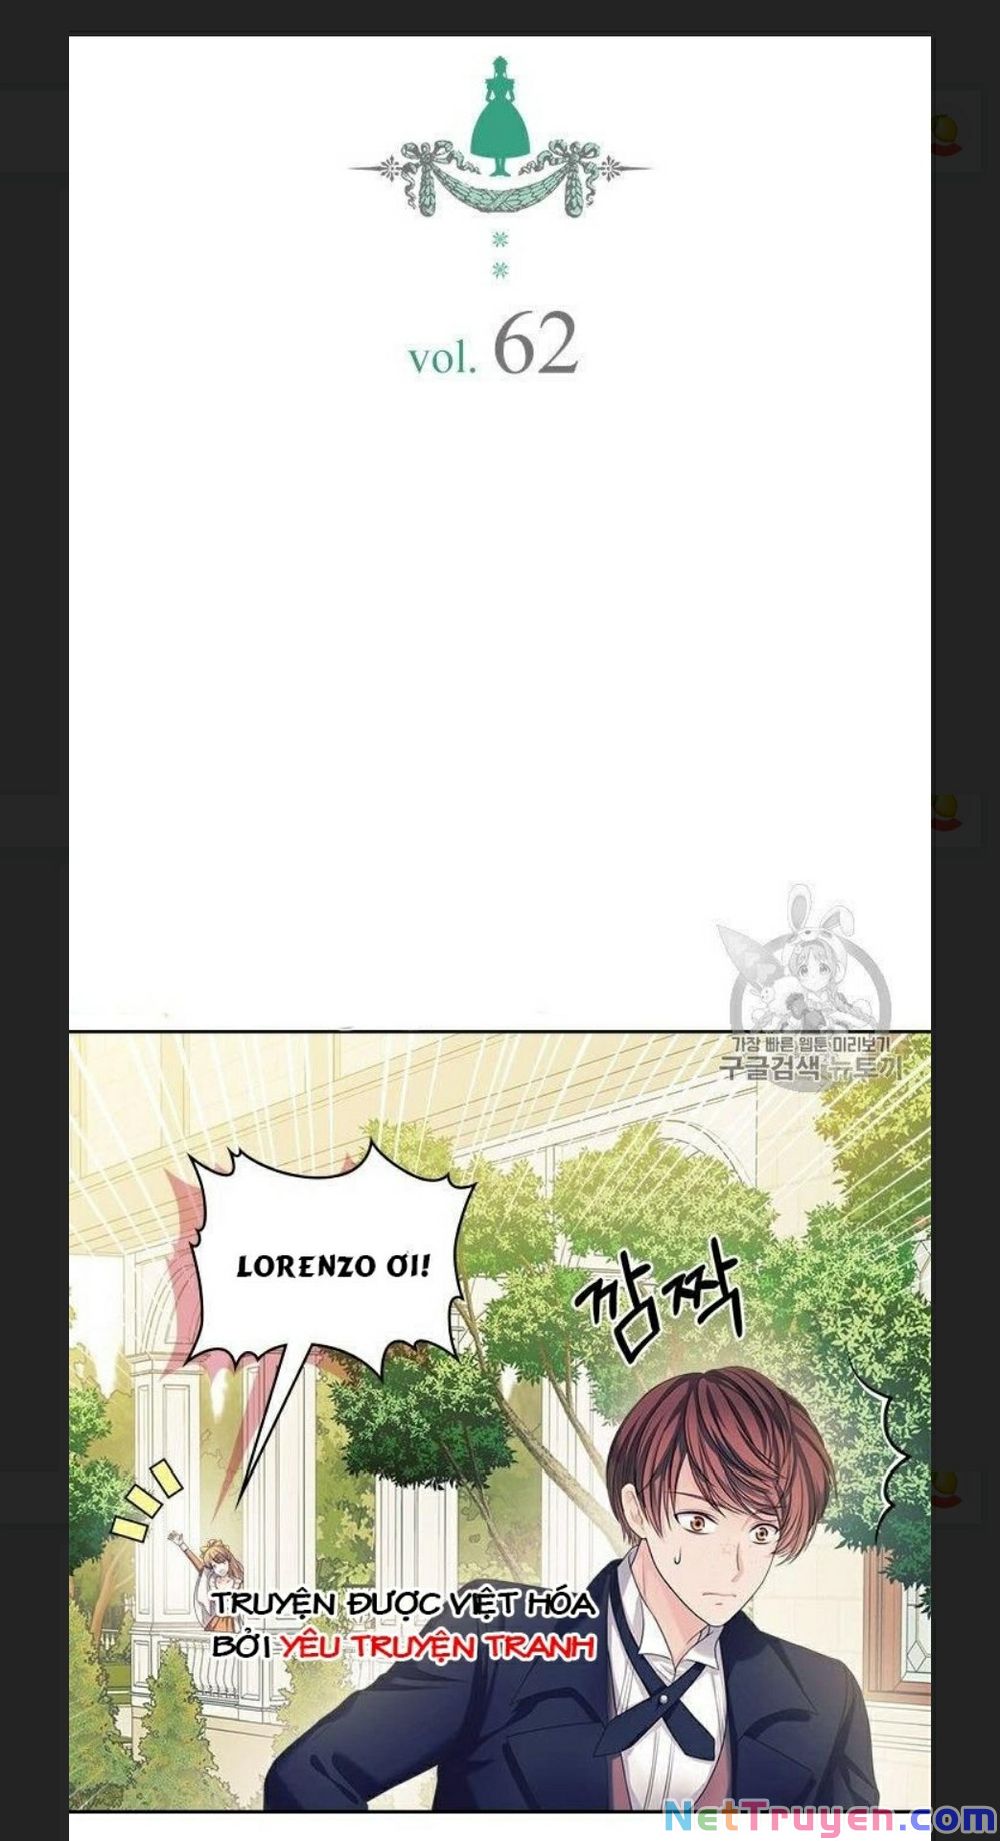 vol. 62
가장 빠른 웹툰 미리보기
구글검색 뉴토끼
LORENZO ƠI!
깜짝
TRUYỆN ĐƯỢC VIỆT HÓA
BỞI YÊU TRUYỆN TRANH
NetTruyen.com